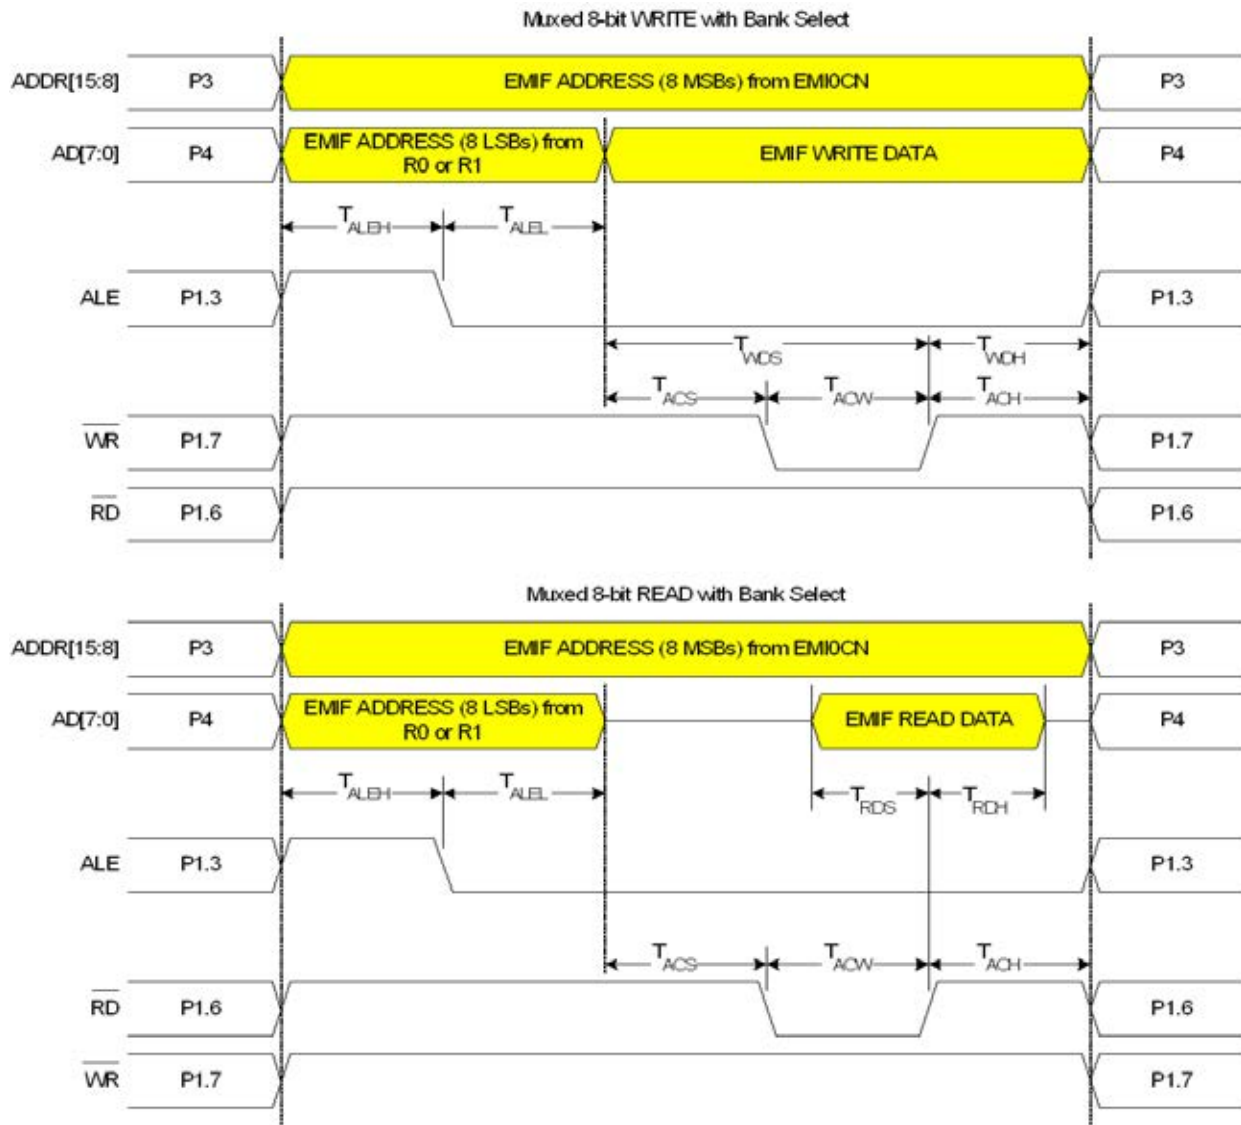 Muxed 8-bit WRITE with Bank Select
ADDR[15:8] P3 EMIF ADDRESS (8 MSBs) from EMI0CN P3
AD[7:0] P4 EMIF ADDRESS (8 LSBs) from R0 or R1 EMIF WRITE DATA P4
TALEH TALEL
ALE P1.3 P1.3
TWDS TWDH
TACS TACW TACH
WR P1.7 P1.7
RD P1.6 P1.6
Muxed 8-bit READ with Bank Select
ADDR[15:8] P3 EMIF ADDRESS (8 MSBs) from EMI0CN P3
AD[7:0] P4 EMIF ADDRESS (8 LSBs) from R0 or R1 EMIF READ DATA P4
TALEH TALEL TRDS TRDH
ALE P1.3 P1.3
TACS TACW TACH
RD P1.6 P1.6
WR P1.7 P1.7